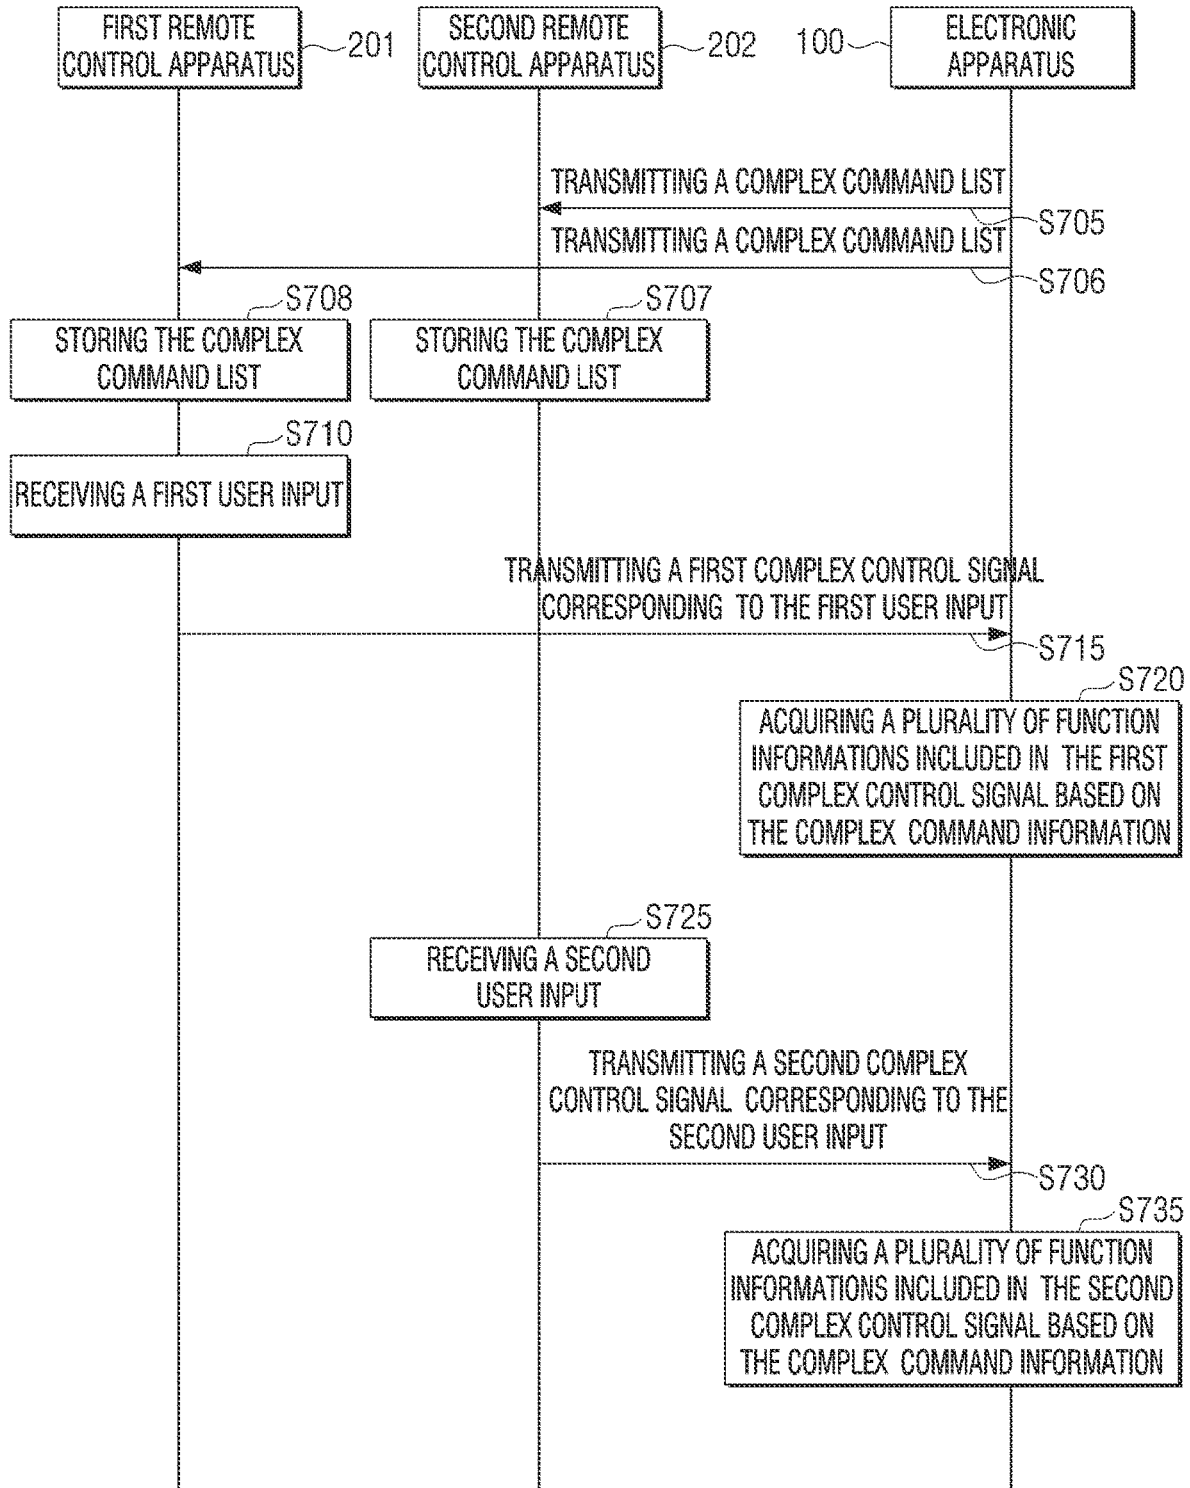 FIRST REMOTE
CONTROL APPARATUS
201
SECOND REMOTE
CONTROL APPARATUS
202
100
ELECTRONIC
APPARATUS
TRANSMITTING A COMPLEX COMMAND LIST
S705
TRANSMITTING A COMPLEX COMMAND LIST
S706
S708
STORING THE COMPLEX
COMMAND LIST
S707
STORING THE COMPLEX
COMMAND LIST
S710
RECEIVING A FIRST USER INPUT
TRANSMITTING A FIRST COMPLEX CONTROL SIGNAL
CORRESPONDING TO THE FIRST USER INPUT
S715
S720
ACQUIRING A PLURALITY OF FUNCTION
INFORMATIONS INCLUDED IN THE FIRST
COMPLEX CONTROL SIGNAL BASED ON
THE COMPLEX COMMAND INFORMATION
S725
RECEIVING A SECOND
USER INPUT
TRANSMITTING A SECOND COMPLEX
CONTROL SIGNAL CORRESPONDING TO THE
SECOND USER INPUT
S730
S735
ACQUIRING A PLURALITY OF FUNCTION
INFORMATIONS INCLUDED IN THE SECOND
COMPLEX CONTROL SIGNAL BASED ON
THE COMPLEX COMMAND INFORMATION